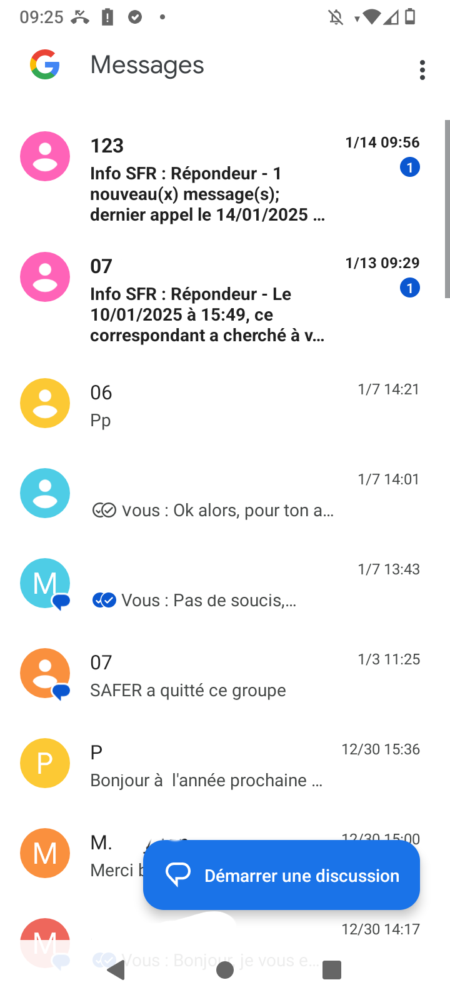 09:25
Messages
123
1/14 09:56
1
Info SFR : Répondeur - 1
nouveau(x) message(s);
dernier appel le 14/01/2025 ...
07
1/13 09:29
1
Info SFR : Répondeur - Le
10/01/2025 à 15:49, ce
correspondant a cherché à v...
06
1/7 14:21
Pp
1/7 14:01
vous : Ok alors, pour ton a...
M
1/7 13:43
Vous : Pas de soucis,...
07
1/3 11:25
SAFER a quitté ce groupe
P
P
12/30 15:36
Bonjour à  l'année prochaine ...
M
M.
12/30 15:00
Merci
Démarrer une discussion
M
12/30 14:17
Vous : Bonjour, je vous e...